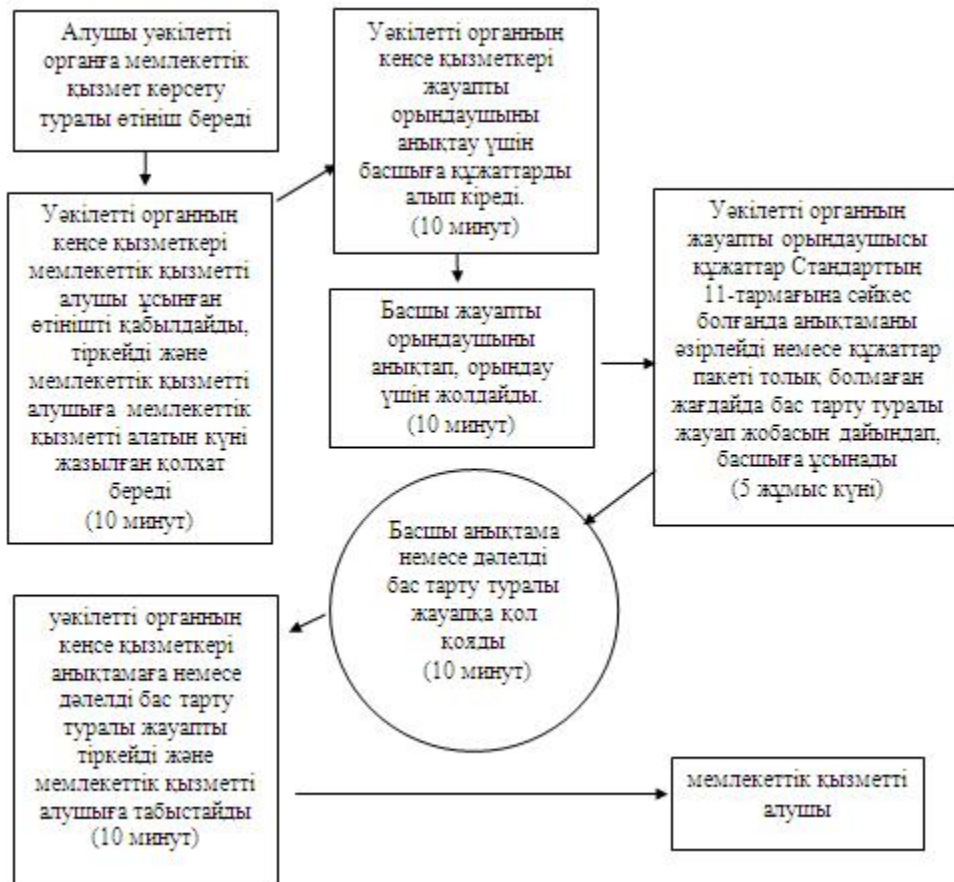 Алушы уәкілетті
органға мемлекеттік
қызмет көрсету
туралы өтініш береді
Уәкілетті органның
кеңсе қызметкері
мемлекеттік қызметті
алушы ұсынған
өтінішті қабылдайды,
тіркейді және
мемлекеттік қызметті
алушыға мемлекеттік
қызметті алатын күні
жазылған қолхат
береді
(10 минут)
Уәкілетті органның
кеңсе қызметкері
жауапты
орындаушыны
анықтау үшін
басшыға құжаттарды
алып кіреді.
(10 минут)
Басшы жауапты
орындаушыны
анықтап, орындау
үшін жолдайды.
(10 минут)
Уәкілетті органның
жауапты орындаушысы
құжаттар Стандарттың
11-тармағына сәйкес
болғанда анықтаманы
әзірлейді немесе құжаттар
пакеті толық болмаған
жағдайда бас тарту туралы
жауап жобасын дайындап,
басшыға ұсынады
(5 жұмыс күні)
Басшы анықтама
немесе дәлелді
бас тарту туралы
жауапқа қол
қояды
(10 минут)
уәкілетті органның
кеңсе қызметкері
анықтамаға немесе
дәлелді бас тарту
туралы жауапты
тіркейді және
мемлекеттік қызметті
алушыға табыстайды
(10 минут)
мемлекеттік қызметті
алушы